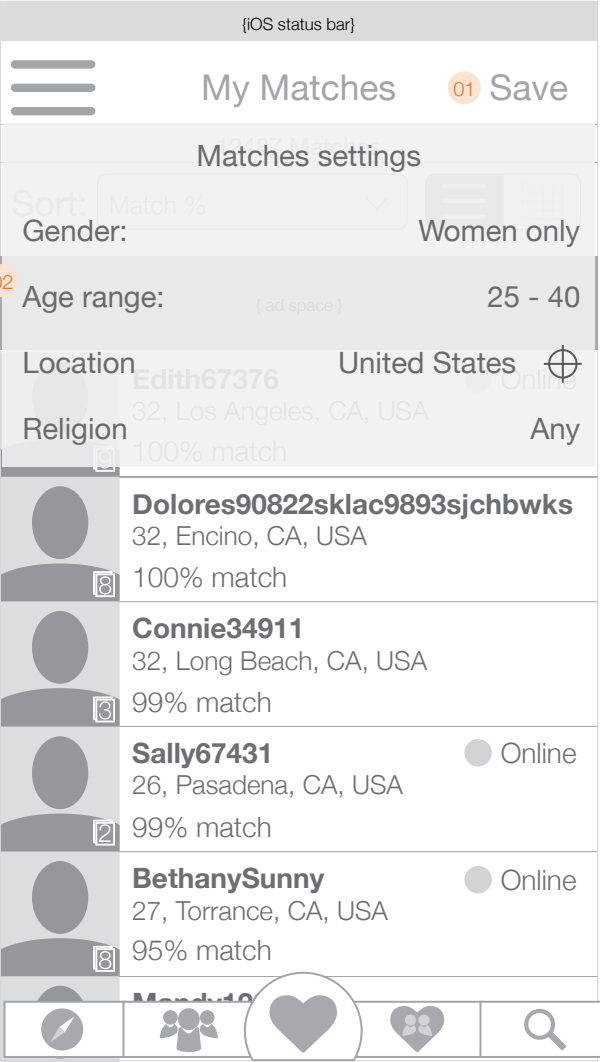 {iOS status bar}
My Matches 01 Save
Matches settings
Sort: Match %
Gender: Women only
02 Age range: { ad space } 25 - 40
Location United States
Edith67376 Online
32, Los Angeles, CA, USA
Religion Any
100% match
Dolores90822sklac9893sjchbwks
32, Encino, CA, USA
8 100% match
Connie34911
32, Long Beach, CA, USA
3 99% match
Sally67431 Online
26, Pasadena, CA, USA
2 99% match
BethanySunny Online
27, Torrance, CA, USA
8 95% match